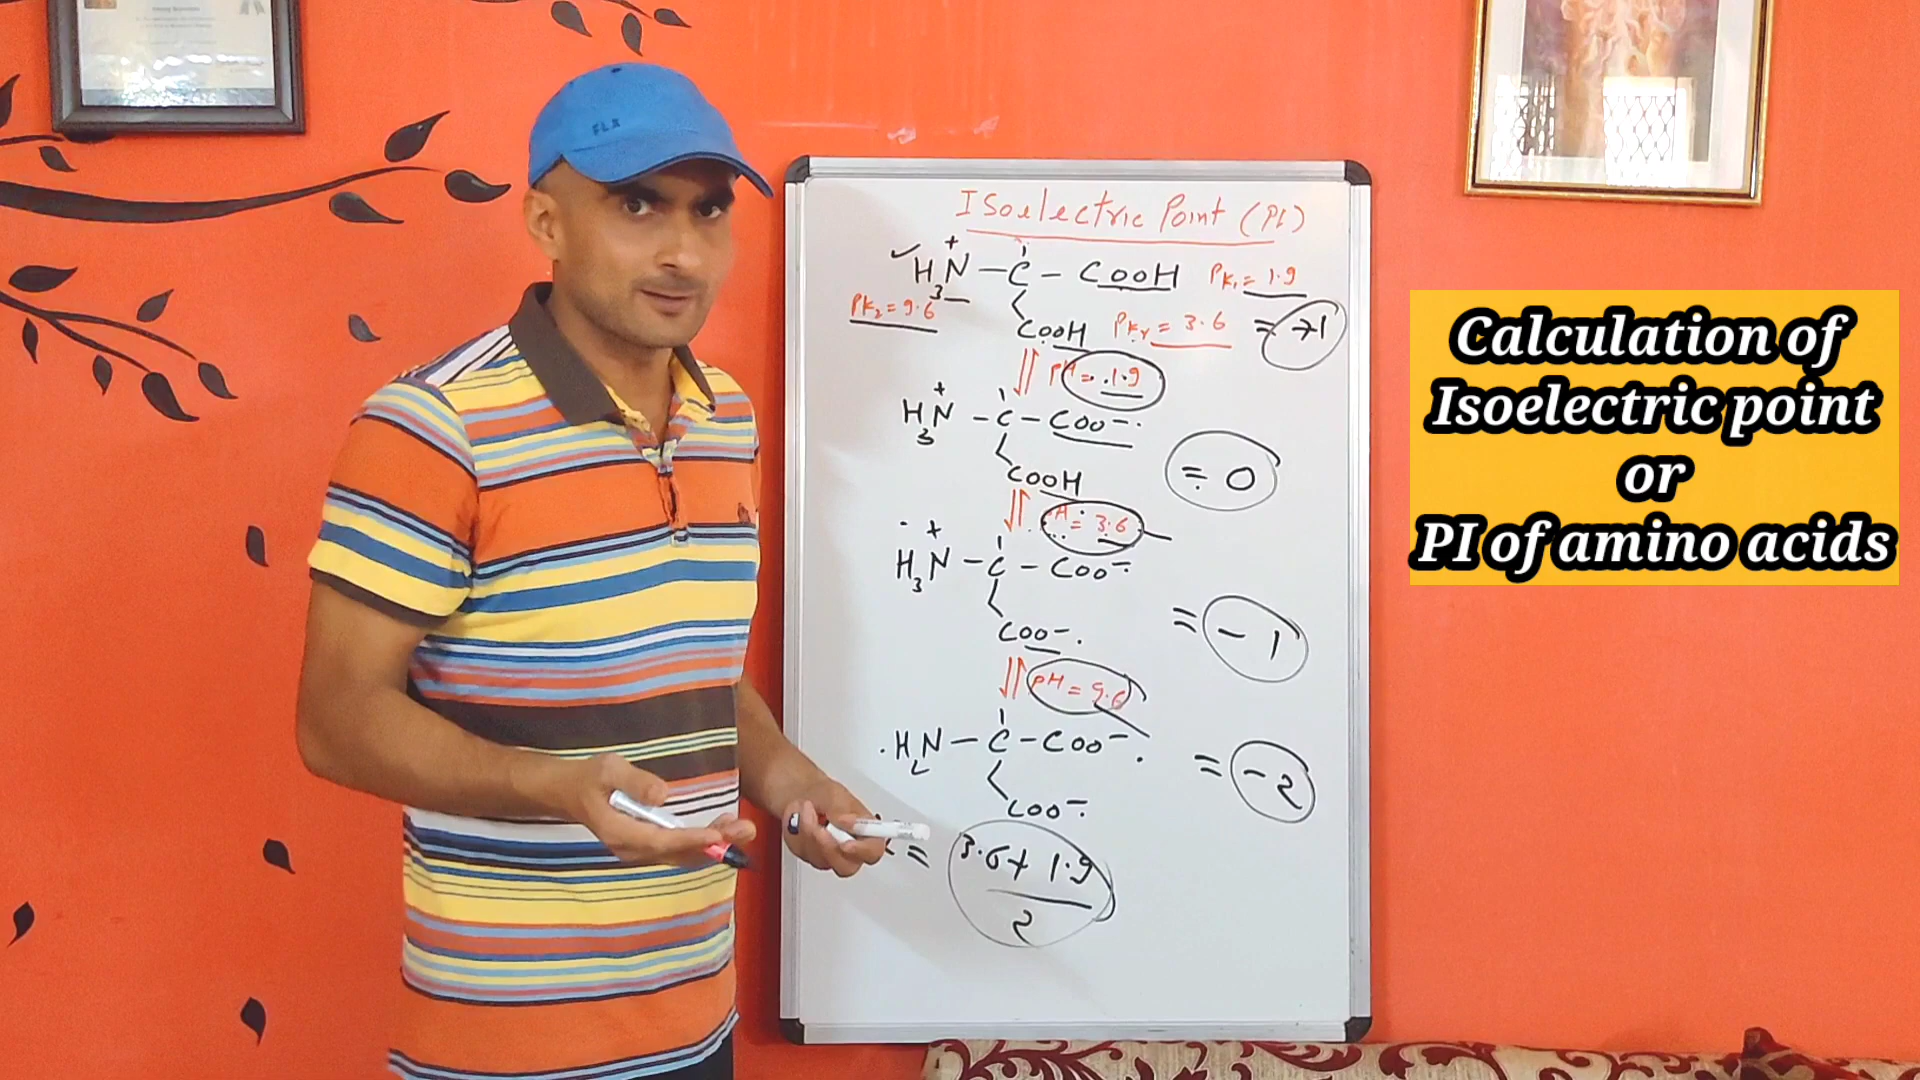 FLA
Isoelectric Point (PI)
H3N+ – C – COOH PK1 = 1.9
PK2 = 9.6
COOH PKr = 3.6 = +1
PH = 1.9
H3N+ – C – COO–
COOH = 0
PH = 3.6
H3N+ – C – COO–
COO– = –1
PH = 9.6
H2N – C – COO–
COO– = –2
= 3.6 + 1.9
2
Calculation of
Isoelectric point
or
PI of amino acids